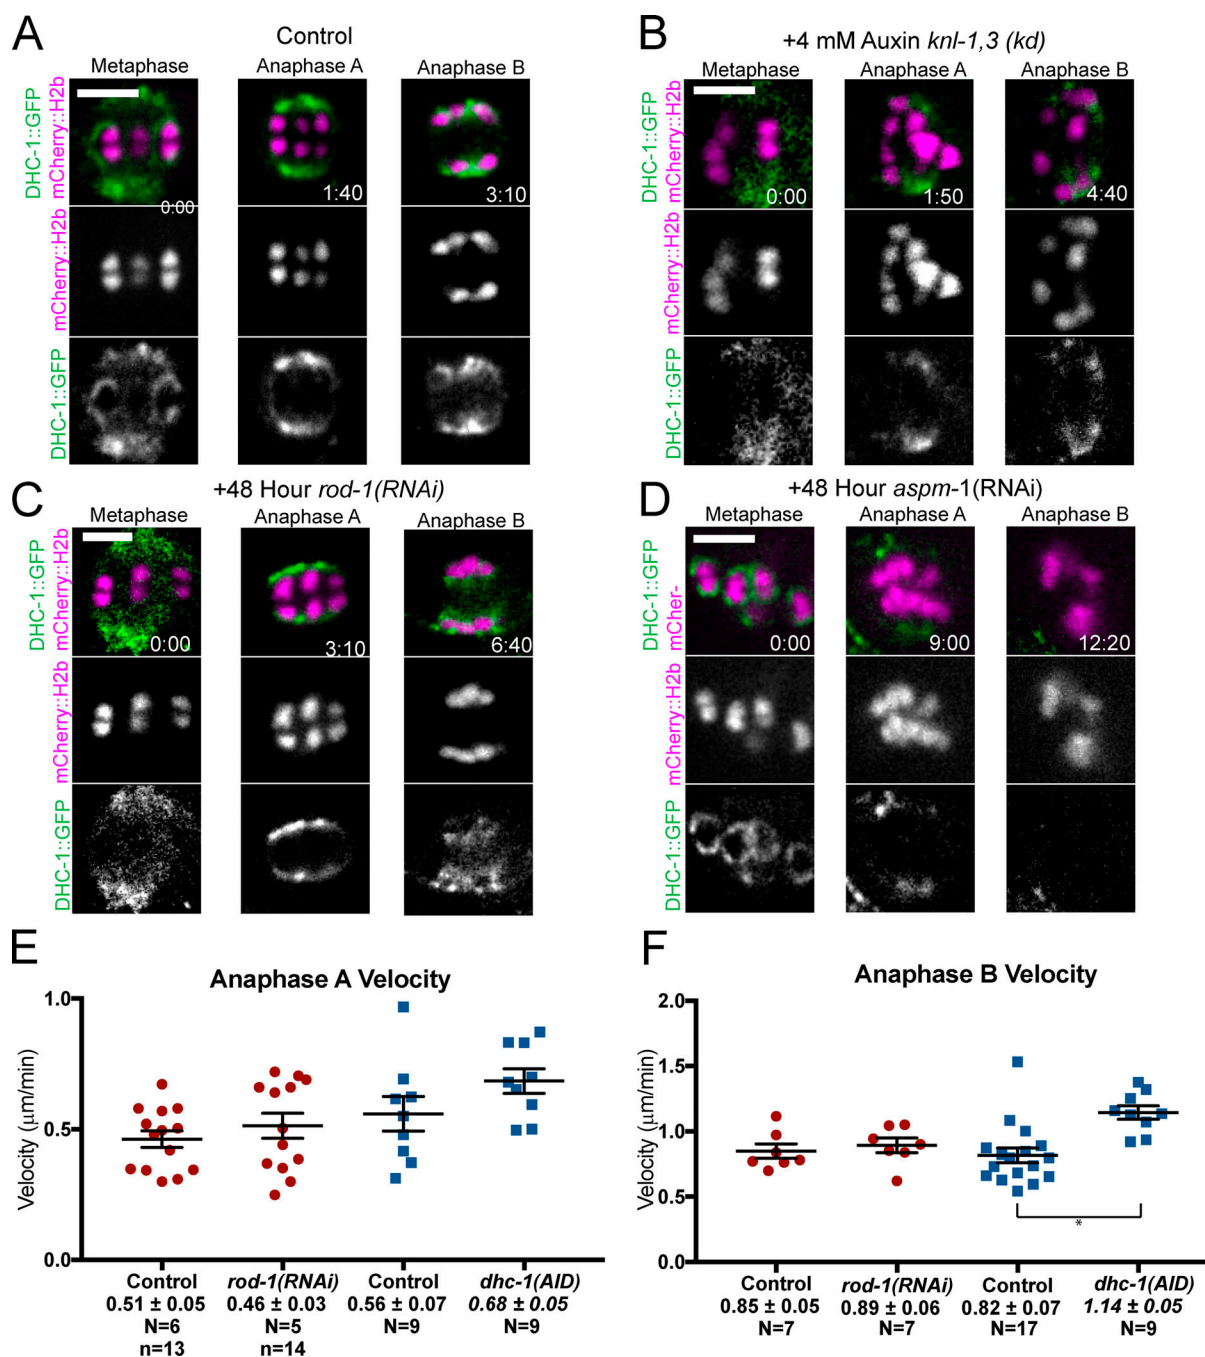 A
Control
Metaphase
Anaphase A
Anaphase B
DHC-1::GFP
mCherry::H2b
0:00
1:40
3:10
mCherry::H2b
DHC-1::GFP
B
+4 mM Auxin knl-1,3 (kd)
Metaphase
Anaphase A
Anaphase B
DHC-1::GFP
mCherry::H2b
0:00
1:50
4:40
mCherry::H2b
DHC-1::GFP
C
+48 Hour rod-1(RNAi)
Metaphase
Anaphase A
Anaphase B
DHC-1::GFP
mCherry::H2b
0:00
3:10
6:40
mCherry::H2b
DHC-1::GFP
D
+48 Hour aspm-1(RNAi)
Metaphase
Anaphase A
Anaphase B
DHC-1::GFP
mCher-
0:00
9:00
12:20
mCherry::H2b
DHC-1::GFP
E
Anaphase A Velocity
Velocity (μm/min)
1.0
0.5
0.0
Control
0.51 ± 0.05
N=6
n=13
rod-1(RNAi)
0.46 ± 0.03
N=5
n=14
Control
0.56 ± 0.07
N=9
dhc-1(AID)
0.68 ± 0.05
N=9
F
Anaphase B Velocity
Velocity (μm/min)
2.0
1.5
1.0
0.5
0.0
*
Control
0.85 ± 0.05
N=7
rod-1(RNAi)
0.89 ± 0.06
N=7
Control
0.82 ± 0.07
N=17
dhc-1(AID)
1.14 ± 0.05
N=9